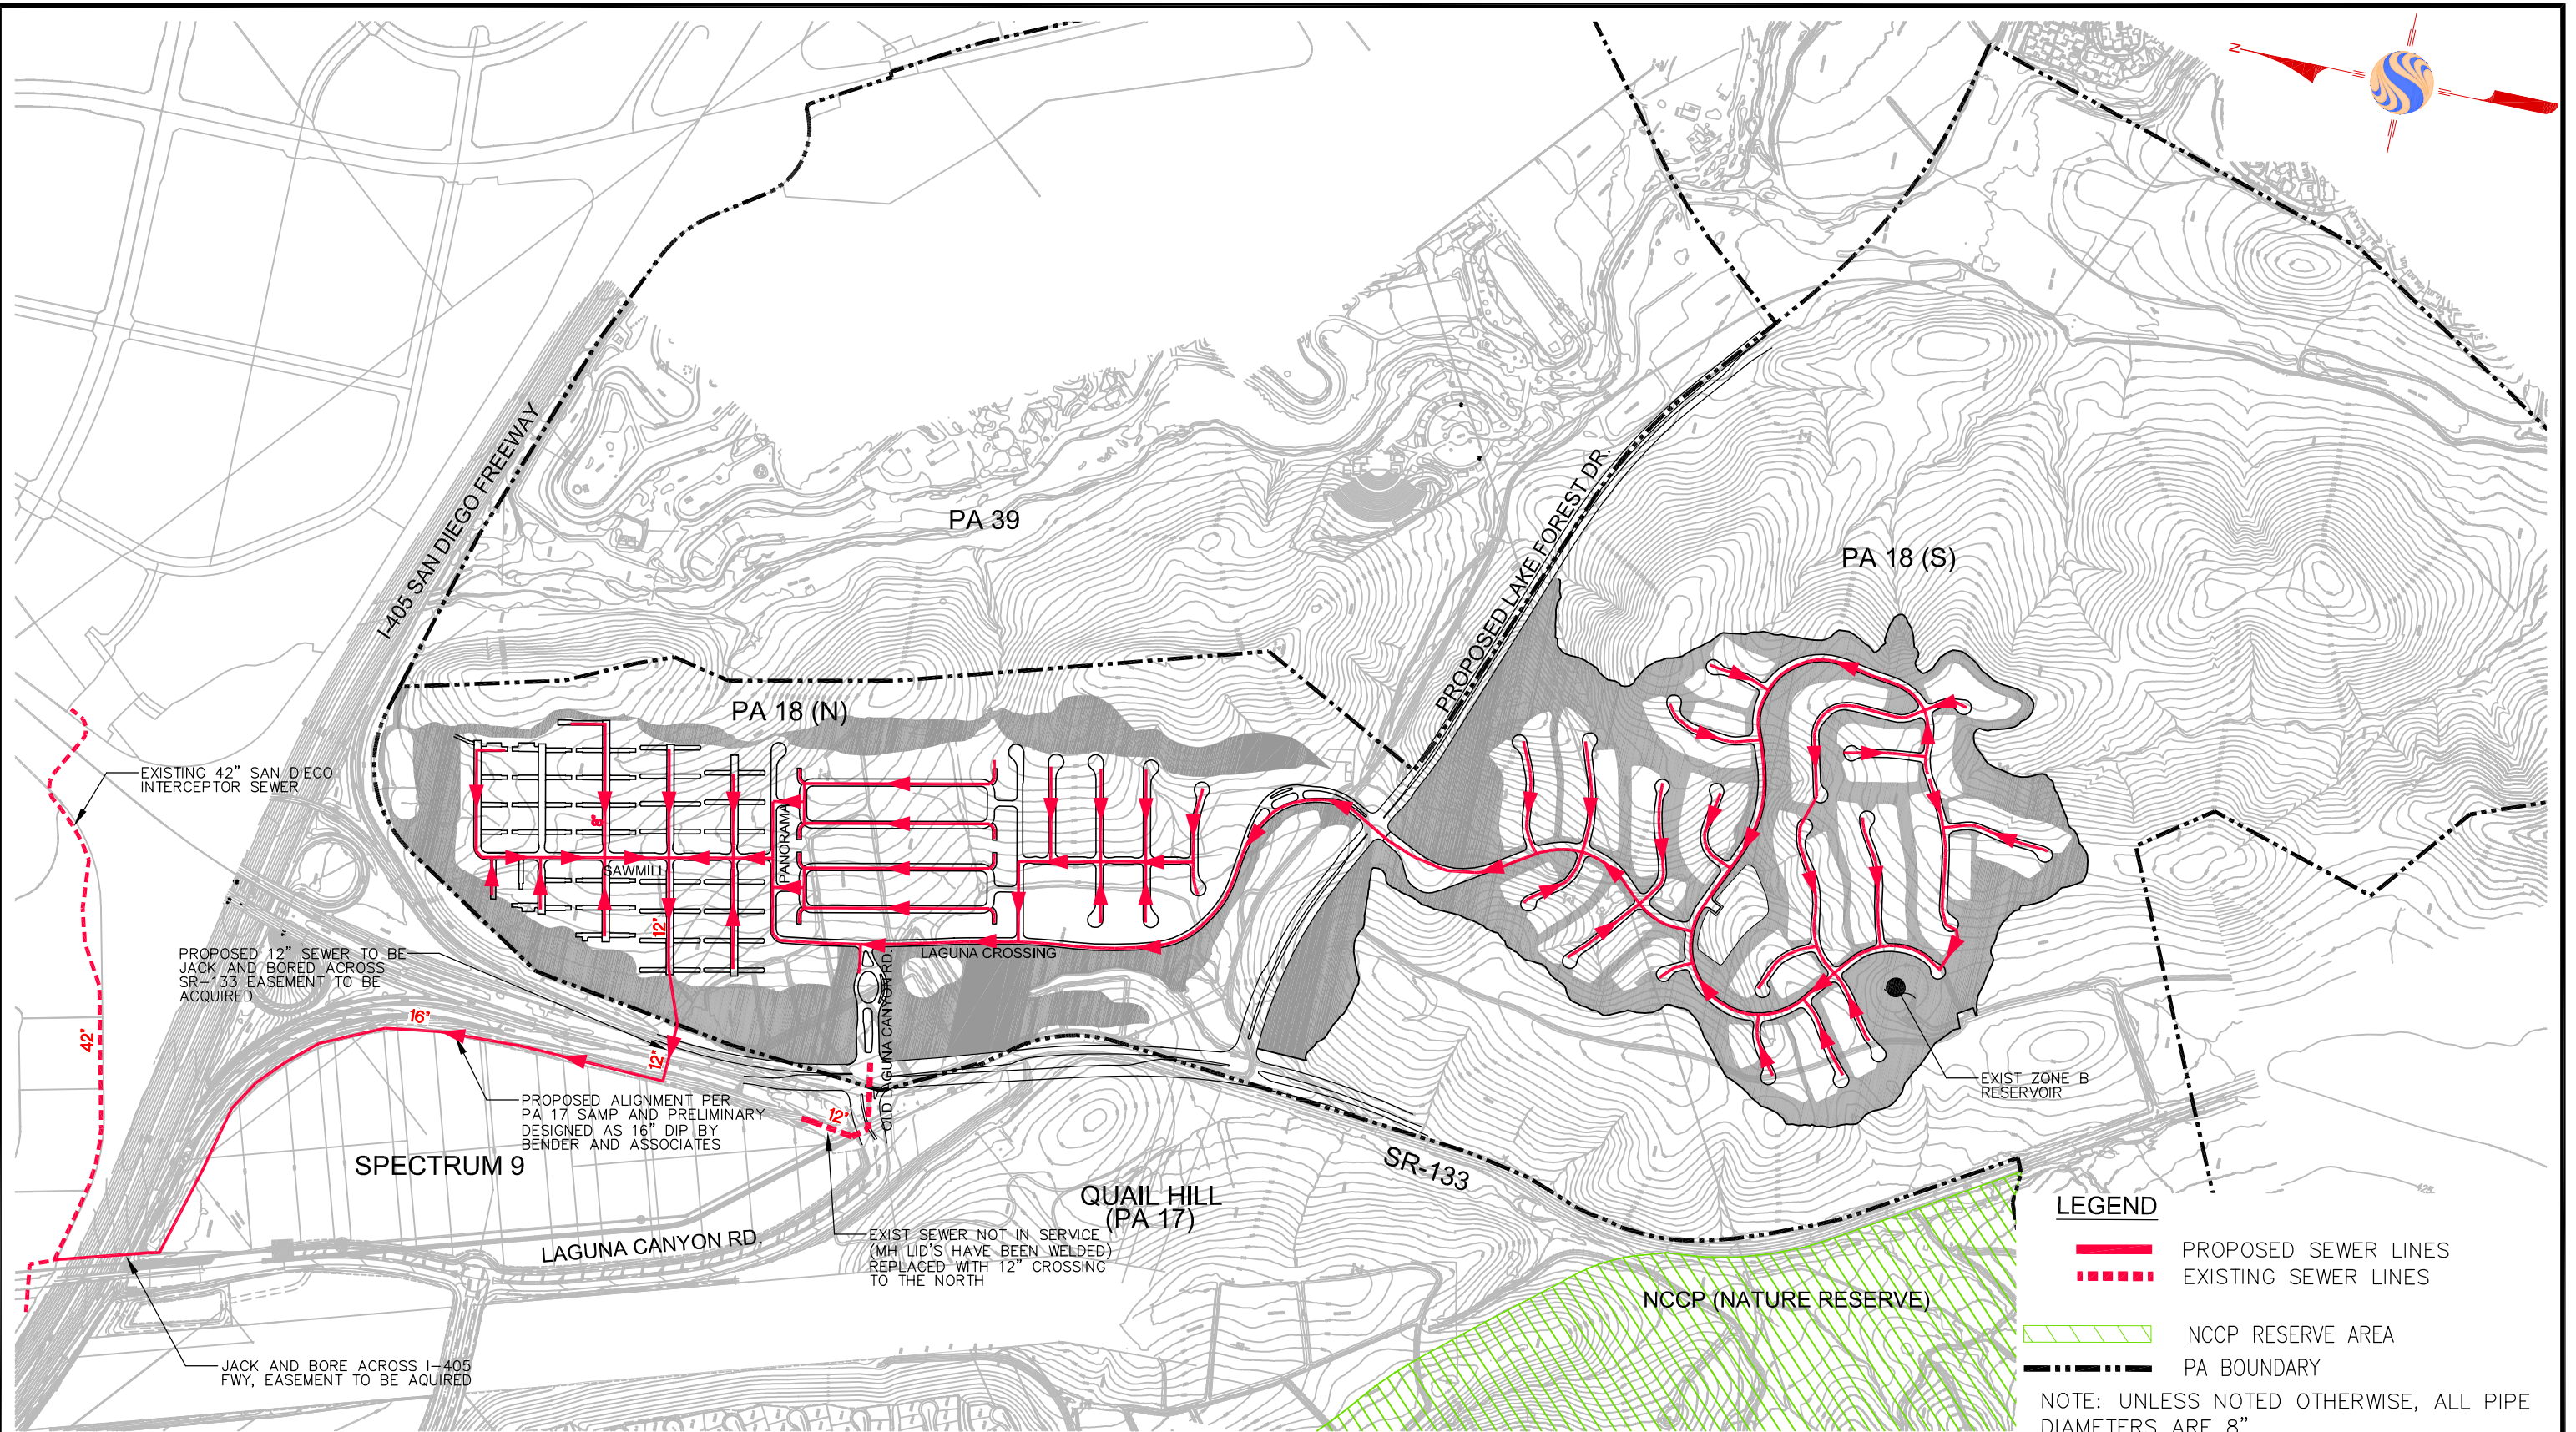 N
I-405 SAN DIEGO FREEWAY
PA 39
PROPOSED LAKE FOREST DR.
PA 18 (S)
PA 18 (N)
EXISTING 42" SAN DIEGO
INTERCEPTOR SEWER
8"
PANORAMA
SAWMILL
12"
LAGUNA CROSSING
OLD LAGUNA CANYON RD.
PROPOSED 12" SEWER TO BE
JACK AND BORED ACROSS
SR-133 EASEMENT TO BE
ACQUIRED
16"
42"
12"
12"
PROPOSED ALIGNMENT PER
PA 17 SAMP AND PRELIMINARY
DESIGNED AS 16" DIP BY
BENDER AND ASSOCIATES
EXIST ZONE B
RESERVOIR
SPECTRUM 9
SR-133
QUAIL HILL
(PA 17)
LAGUNA CANYON RD.
EXIST SEWER NOT IN SERVICE
(MH LID'S HAVE BEEN WELDED)
REPLACED WITH 12" CROSSING
TO THE NORTH
NCCP (NATURE RESERVE)
JACK AND BORE ACROSS I-405
FWY, EASEMENT TO BE AQUIRED
LEGEND
PROPOSED SEWER LINES
EXISTING SEWER LINES
NCCP RESERVE AREA
PA BOUNDARY
NOTE: UNLESS NOTED OTHERWISE, ALL PIPE
DIAMETERS ARE 8"